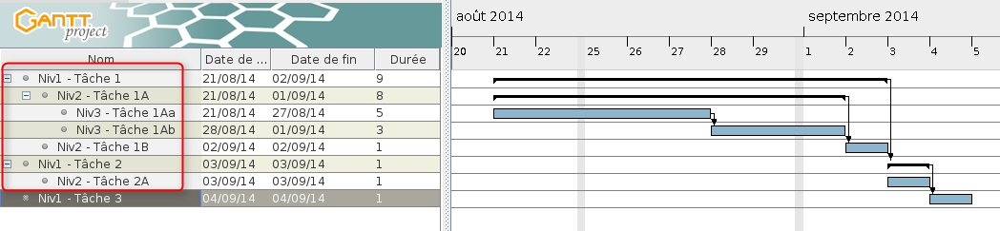 GANTT
project
août 2014
septembre 2014
Nom Date de ... Date de fin Durée
20 21 22 25 26 27 28 29 1 2 3 4 5
Niv1 - Tâche 1 21/08/14 02/09/14 9
Niv2 - Tâche 1A 21/08/14 01/09/14 8
Niv3 - Tâche 1Aa 21/08/14 27/08/14 5
Niv3 - Tâche 1Ab 28/08/14 01/09/14 3
Niv2 - Tâche 1B 02/09/14 02/09/14 1
Niv1 - Tâche 2 03/09/14 03/09/14 1
Niv2 - Tâche 2A 03/09/14 03/09/14 1
Niv1 - Tâche 3 04/09/14 04/09/14 1